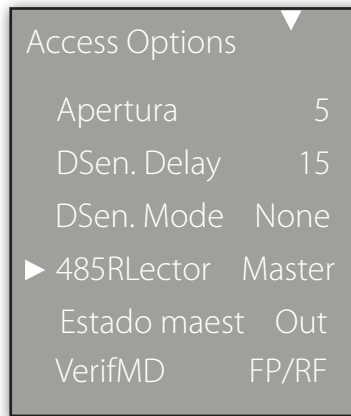 Access Options
Apertura 5
DSen. Delay 15
DSen. Mode None
485RLector Master
Estado maest Out
VerifMD FP/RF